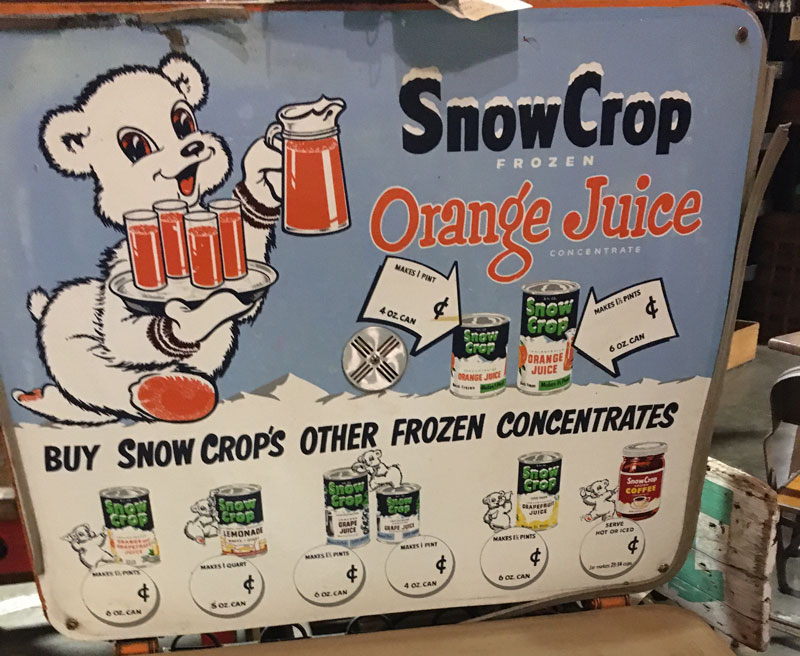 SnowCrop
FROZEN
Orange Juice
CONCENTRATE
MAKES 1 PINT
¢
4 OZ. CAN
MAKES 1½ PINTS
¢
6 OZ. CAN
Snow
Crop
ORANGE JUICE
Snow
Crop
ORANGE
JUICE
BUY SNOW CROP'S OTHER FROZEN CONCENTRATES
Snow
Crop
ORANGE AND
GRAPEFRUIT
JUICE
MAKES 1½ PINTS
¢
6 OZ. CAN
Snow
Crop
LEMONADE
MAKES 1 QUART
¢
OZ. CAN
Snow
Crop
GRAPE
JUICE
MAKES 1½ PINTS
¢
6 OZ. CAN
Snow
Crop
GRAPE JUICE
MAKES 1 PINT
¢
4 OZ. CAN
Snow
Crop
GRAPEFRUIT
JUICE
MAKES 1½ PINTS
¢
6 OZ. CAN
SnowCrop
COFFEE
SERVE
HOT OR ICED
¢